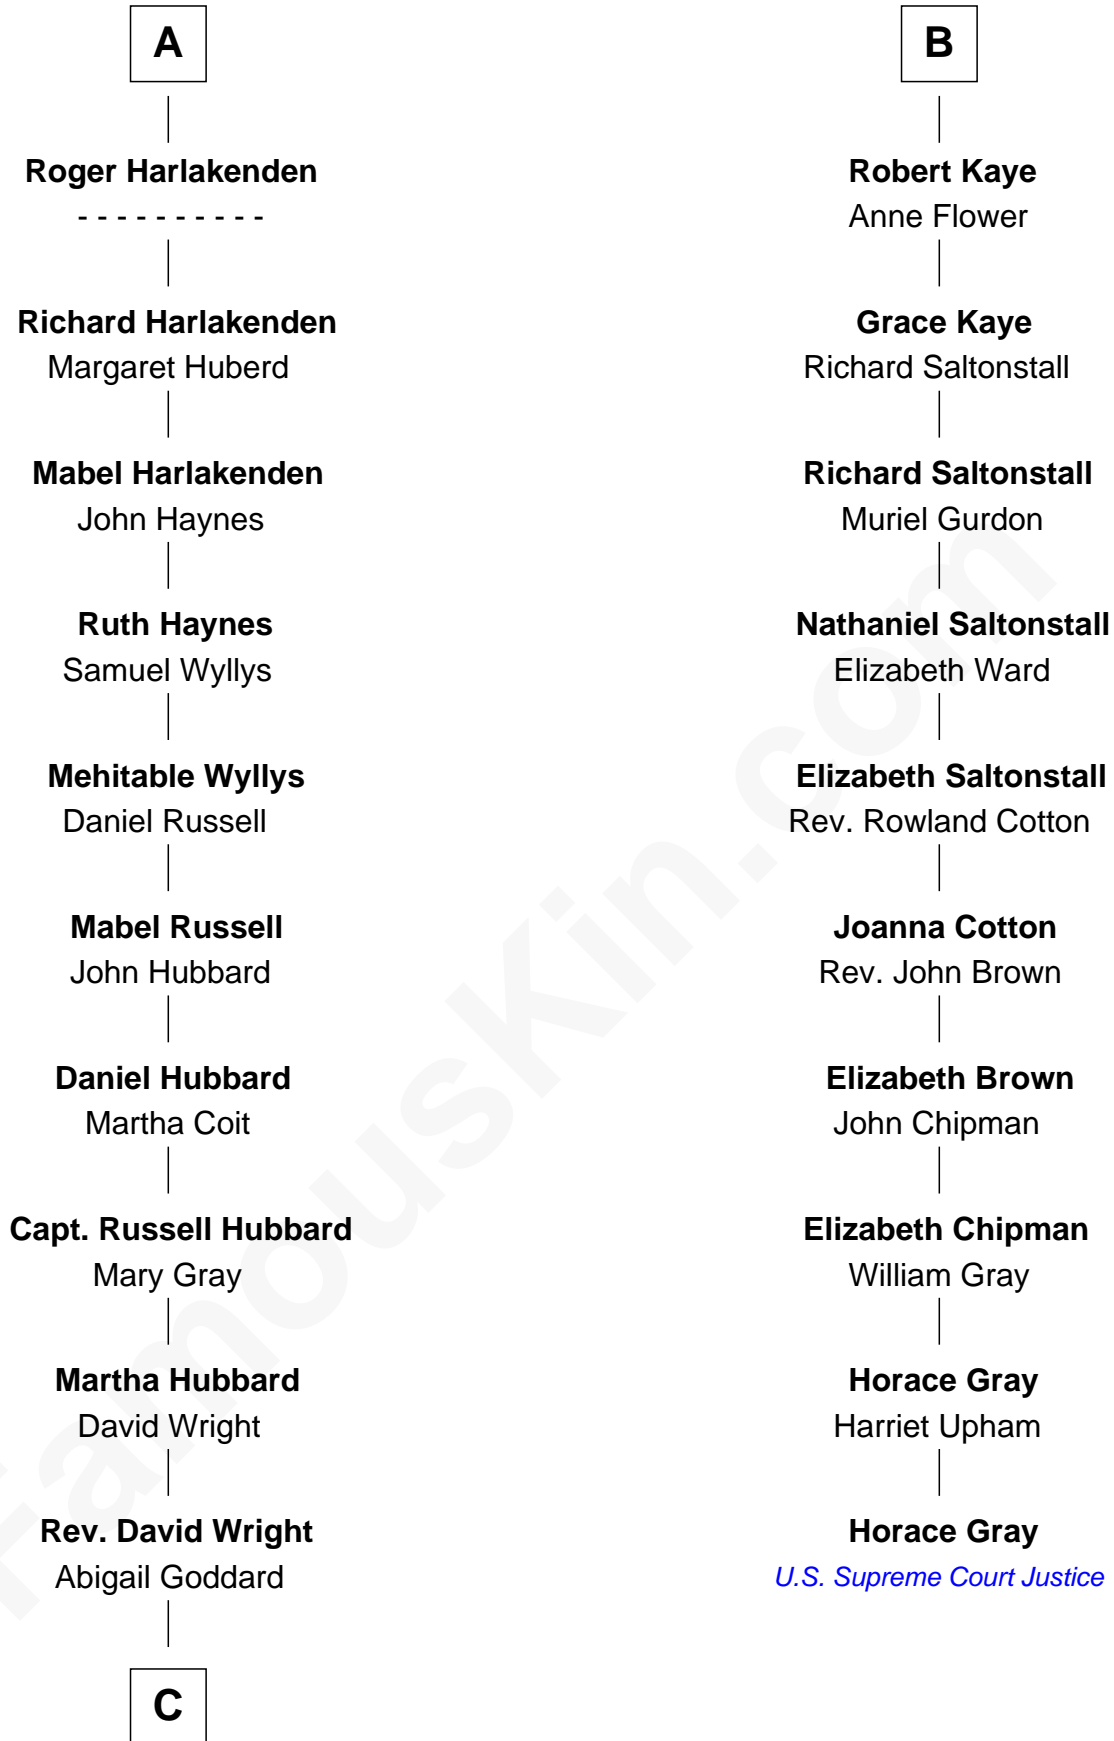 A
Roger Harlakenden
- - - - - - - - - -
Richard Harlakenden
Margaret Huberd
Mabel Harlakenden
John Haynes
Ruth Haynes
Samuel Wyllys
Mehitable Wyllys
Daniel Russell
Mabel Russell
John Hubbard
Daniel Hubbard
Martha Coit
Capt. Russell Hubbard
Mary Gray
Martha Hubbard
David Wright
Rev. David Wright
Abigail Goddard
C
B
Robert Kaye
Anne Flower
Grace Kaye
Richard Saltonstall
Richard Saltonstall
Muriel Gurdon
Nathaniel Saltonstall
Elizabeth Ward
Elizabeth Saltonstall
Rev. Rowland Cotton
Joanna Cotton
Rev. John Brown
Elizabeth Brown
John Chipman
Elizabeth Chipman
William Gray
Horace Gray
Harriet Upham
Horace Gray
U.S. Supreme Court Justice
FamousKin.com